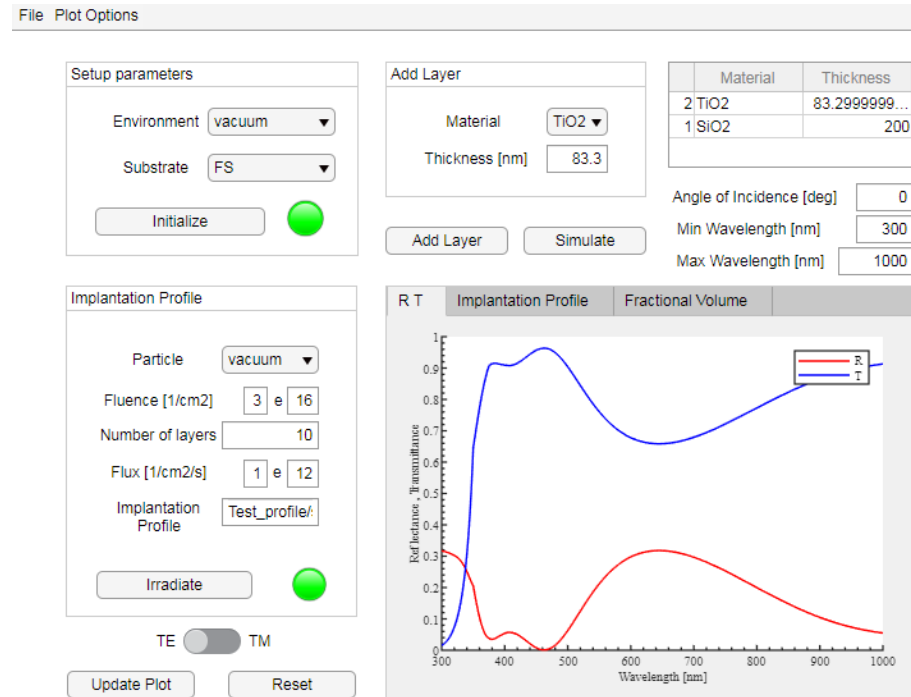 File Plot Options
Setup parameters
Environment vacuum
Substrate FS
Initialize
Add Layer
Material TiO2
Thickness [nm] 83.3
Add Layer Simulate
Material Thickness
2 TiO2 83.2999999...
1 SiO2 200
Angle of Incidence [deg] 0
Min Wavelength [nm] 300
Max Wavelength [nm] 1000
Implantation Profile
Particle vacuum
Fluence [1/cm2] 3 e 16
Number of layers 10
Flux [1/cm2/s] 1 e 12
Implantation
Profile
Test_profile/
Irradiate
TE TM
Update Plot Reset
R T Implantation Profile Fractional Volume
R
T
Reflectance, Transmittance
1
0.9
0.8
0.7
0.6
0.5
0.4
0.3
0.2
0.1
0
300 400 500 600 700 800 900 1000
Wavelength [nm]